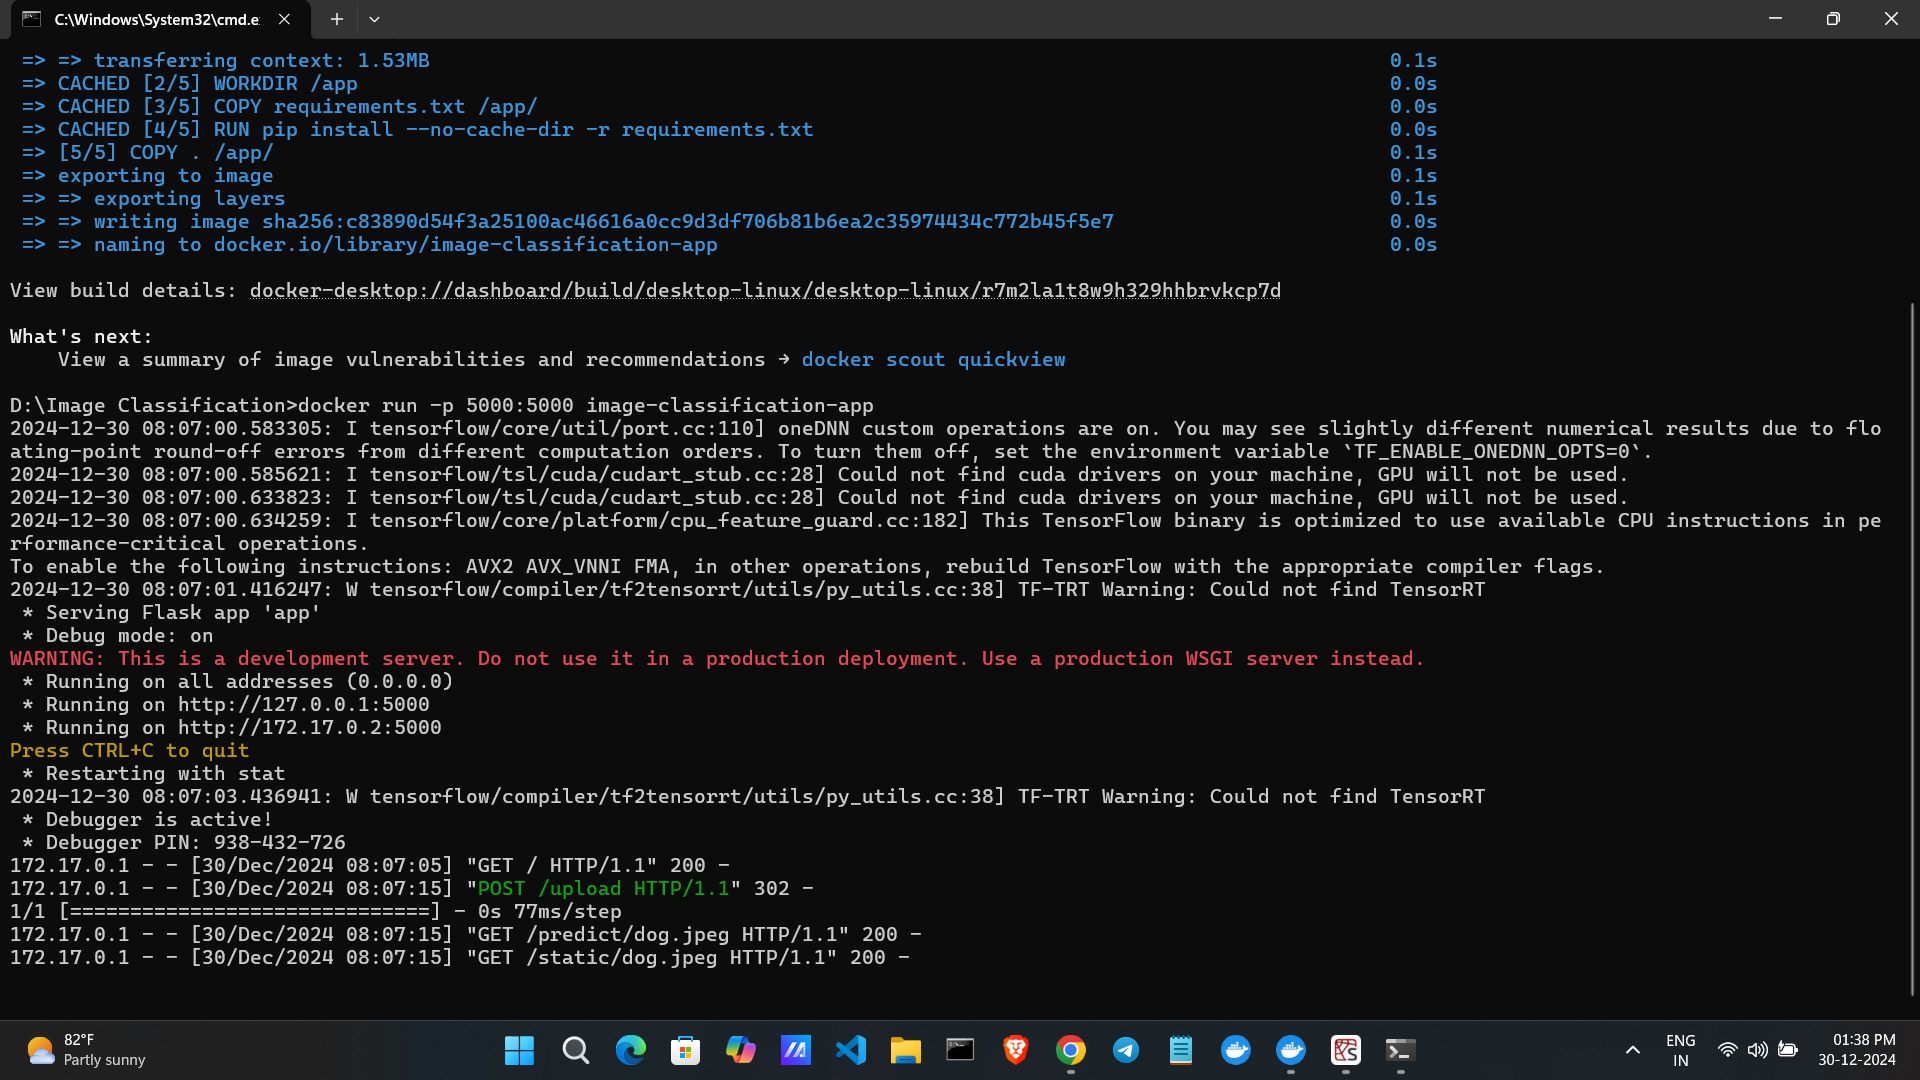 C:\Windows\System32\cmd.e
=> => transferring context: 1.53MB 0.1s
=> CACHED [2/5] WORKDIR /app 0.0s
=> CACHED [3/5] COPY requirements.txt /app/ 0.0s
=> CACHED [4/5] RUN pip install --no-cache-dir -r requirements.txt 0.0s
=> [5/5] COPY . /app/ 0.1s
=> exporting to image 0.1s
=> => exporting layers 0.1s
=> => writing image sha256:c83890d54f3a25100ac46616a0cc9d3df706b81b6ea2c35974434c772b45f5e7 0.0s
=> => naming to docker.io/library/image-classification-app 0.0s
View build details: docker-desktop://dashboard/build/desktop-linux/desktop-linux/r7m2la1t8w9h329hhbrvkcp7d
What's next:
View a summary of image vulnerabilities and recommendations → docker scout quickview
D:\Image Classification>docker run -p 5000:5000 image-classification-app
2024-12-30 08:07:00.583305: I tensorflow/core/util/port.cc:110] oneDNN custom operations are on. You may see slightly different numerical results due to flo
ating-point round-off errors from different computation orders. To turn them off, set the environment variable `TF_ENABLE_ONEDNN_OPTS=0`.
2024-12-30 08:07:00.585621: I tensorflow/tsl/cuda/cudart_stub.cc:28] Could not find cuda drivers on your machine, GPU will not be used.
2024-12-30 08:07:00.633823: I tensorflow/tsl/cuda/cudart_stub.cc:28] Could not find cuda drivers on your machine, GPU will not be used.
2024-12-30 08:07:00.634259: I tensorflow/core/platform/cpu_feature_guard.cc:182] This TensorFlow binary is optimized to use available CPU instructions in pe
rformance-critical operations.
To enable the following instructions: AVX2 AVX_VNNI FMA, in other operations, rebuild TensorFlow with the appropriate compiler flags.
2024-12-30 08:07:01.416247: W tensorflow/compiler/tf2tensorrt/utils/py_utils.cc:38] TF-TRT Warning: Could not find TensorRT
* Serving Flask app 'app'
* Debug mode: on
WARNING: This is a development server. Do not use it in a production deployment. Use a production WSGI server instead.
* Running on all addresses (0.0.0.0)
* Running on http://127.0.0.1:5000
* Running on http://172.17.0.2:5000
Press CTRL+C to quit
* Restarting with stat
2024-12-30 08:07:03.436941: W tensorflow/compiler/tf2tensorrt/utils/py_utils.cc:38] TF-TRT Warning: Could not find TensorRT
* Debugger is active!
* Debugger PIN: 938-432-726
172.17.0.1 - - [30/Dec/2024 08:07:05] "GET / HTTP/1.1" 200 -
172.17.0.1 - - [30/Dec/2024 08:07:15] "POST /upload HTTP/1.1" 302 -
1/1 [==============================] - 0s 77ms/step
172.17.0.1 - - [30/Dec/2024 08:07:15] "GET /predict/dog.jpeg HTTP/1.1" 200 -
172.17.0.1 - - [30/Dec/2024 08:07:15] "GET /static/dog.jpeg HTTP/1.1" 200 -
82°F
Partly sunny
ENG
IN
01:38 PM
30-12-2024